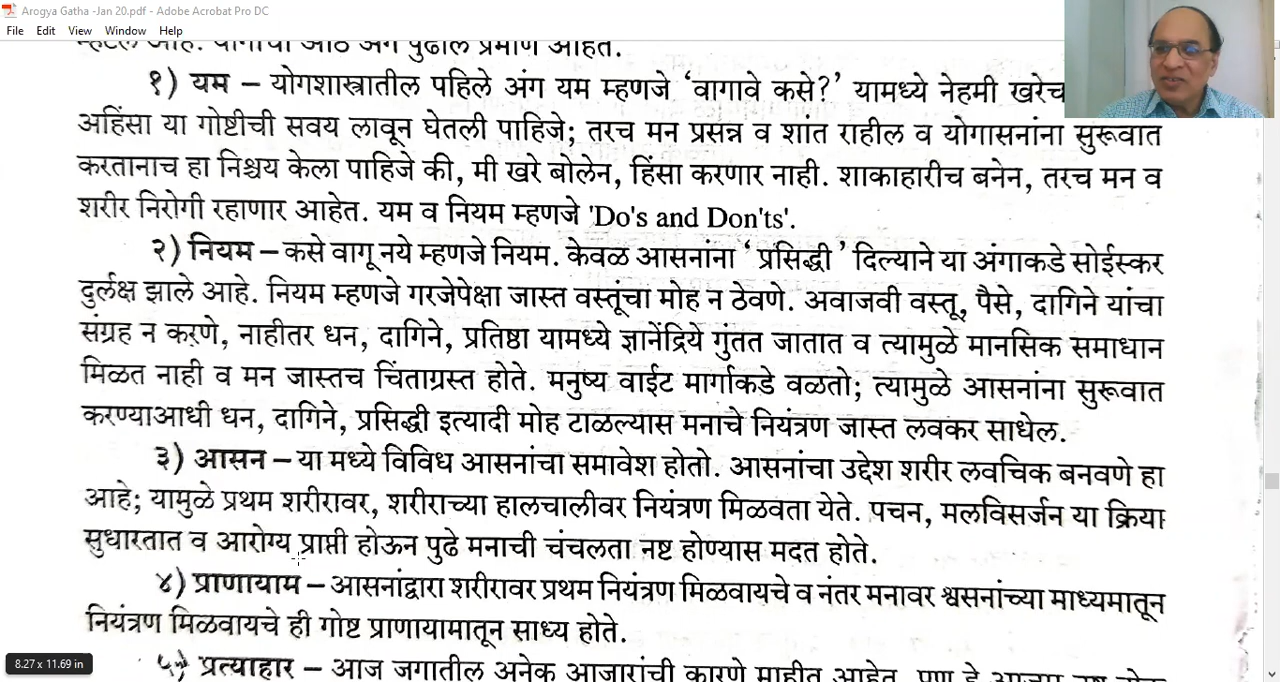 Arogya Gatha -Jan 20.pdf - Adobe Acrobat Pro DC
File Edit View Window Help
म्हटले आहे. योगाची आठ अंगे पुढील प्रमाणे आहेत.
१) यम – योगशास्त्रातील पहिले अंग यम म्हणजे ‘वागावे कसे?’ यामध्ये नेहमी खरेच
अहिंसा या गोष्टीची सवय लावून घेतली पाहिजे; तरच मन प्रसन्न व शांत राहील व योगासनांना सुरूवात
करतानाच हा निश्चय केला पाहिजे की, मी खरे बोलेन, हिंसा करणार नाही. शाकाहारीच बनेन, तरच मन व
शरीर निरोगी रहाणार आहेत. यम व नियम म्हणजे 'Do's and Don'ts'.
२) नियम – कसे वागू नये म्हणजे नियम. केवळ आसनांना ‘प्रसिद्धी’ दिल्याने या अंगाकडे सोईस्कर
दुर्लक्ष झाले आहे. नियम म्हणजे गरजेपेक्षा जास्त वस्तूंचा मोह न ठेवणे. अवाजवी वस्तू, पैसे, दागिने यांचा
संग्रह न करणे, नाहीतर धन, दागिने, प्रतिष्ठा यामध्ये ज्ञानेंद्रिये गुंतत जातात व त्यामुळे मानसिक समाधान
मिळत नाही व मन जास्तच चिंताग्रस्त होते. मनुष्य वाईट मार्गाकडे वळतो; त्यामुळे आसनांना सुरूवात
करण्याआधी धन, दागिने, प्रसिद्धी इत्यादी मोह टाळल्यास मनाचे नियंत्रण जास्त लवकर साधेल.
३) आसन – या मध्ये विविध आसनांचा समावेश होतो. आसनांचा उद्देश शरीर लवचिक बनवणे हा
आहे; यामुळे प्रथम शरीरावर, शरीराच्या हालचालीवर नियंत्रण मिळवता येते. पचन, मलविसर्जन या क्रिया
सुधारतात व आरोग्य प्राप्ती होऊन पुढे मनाची चंचलता नष्ट होण्यास मदत होते.
४) प्राणायाम – आसनांद्वारा शरीरावर प्रथम नियंत्रण मिळवायचे व नंतर मनावर श्वसनांच्या माध्यमातून
नियंत्रण मिळवायचे ही गोष्ट प्राणायामातून साध्य होते.
५) प्रत्याहार – आज जगातील अनेक आजारांची कारणे माहीत आहेत. पण हे
8.27 x 11.69 in